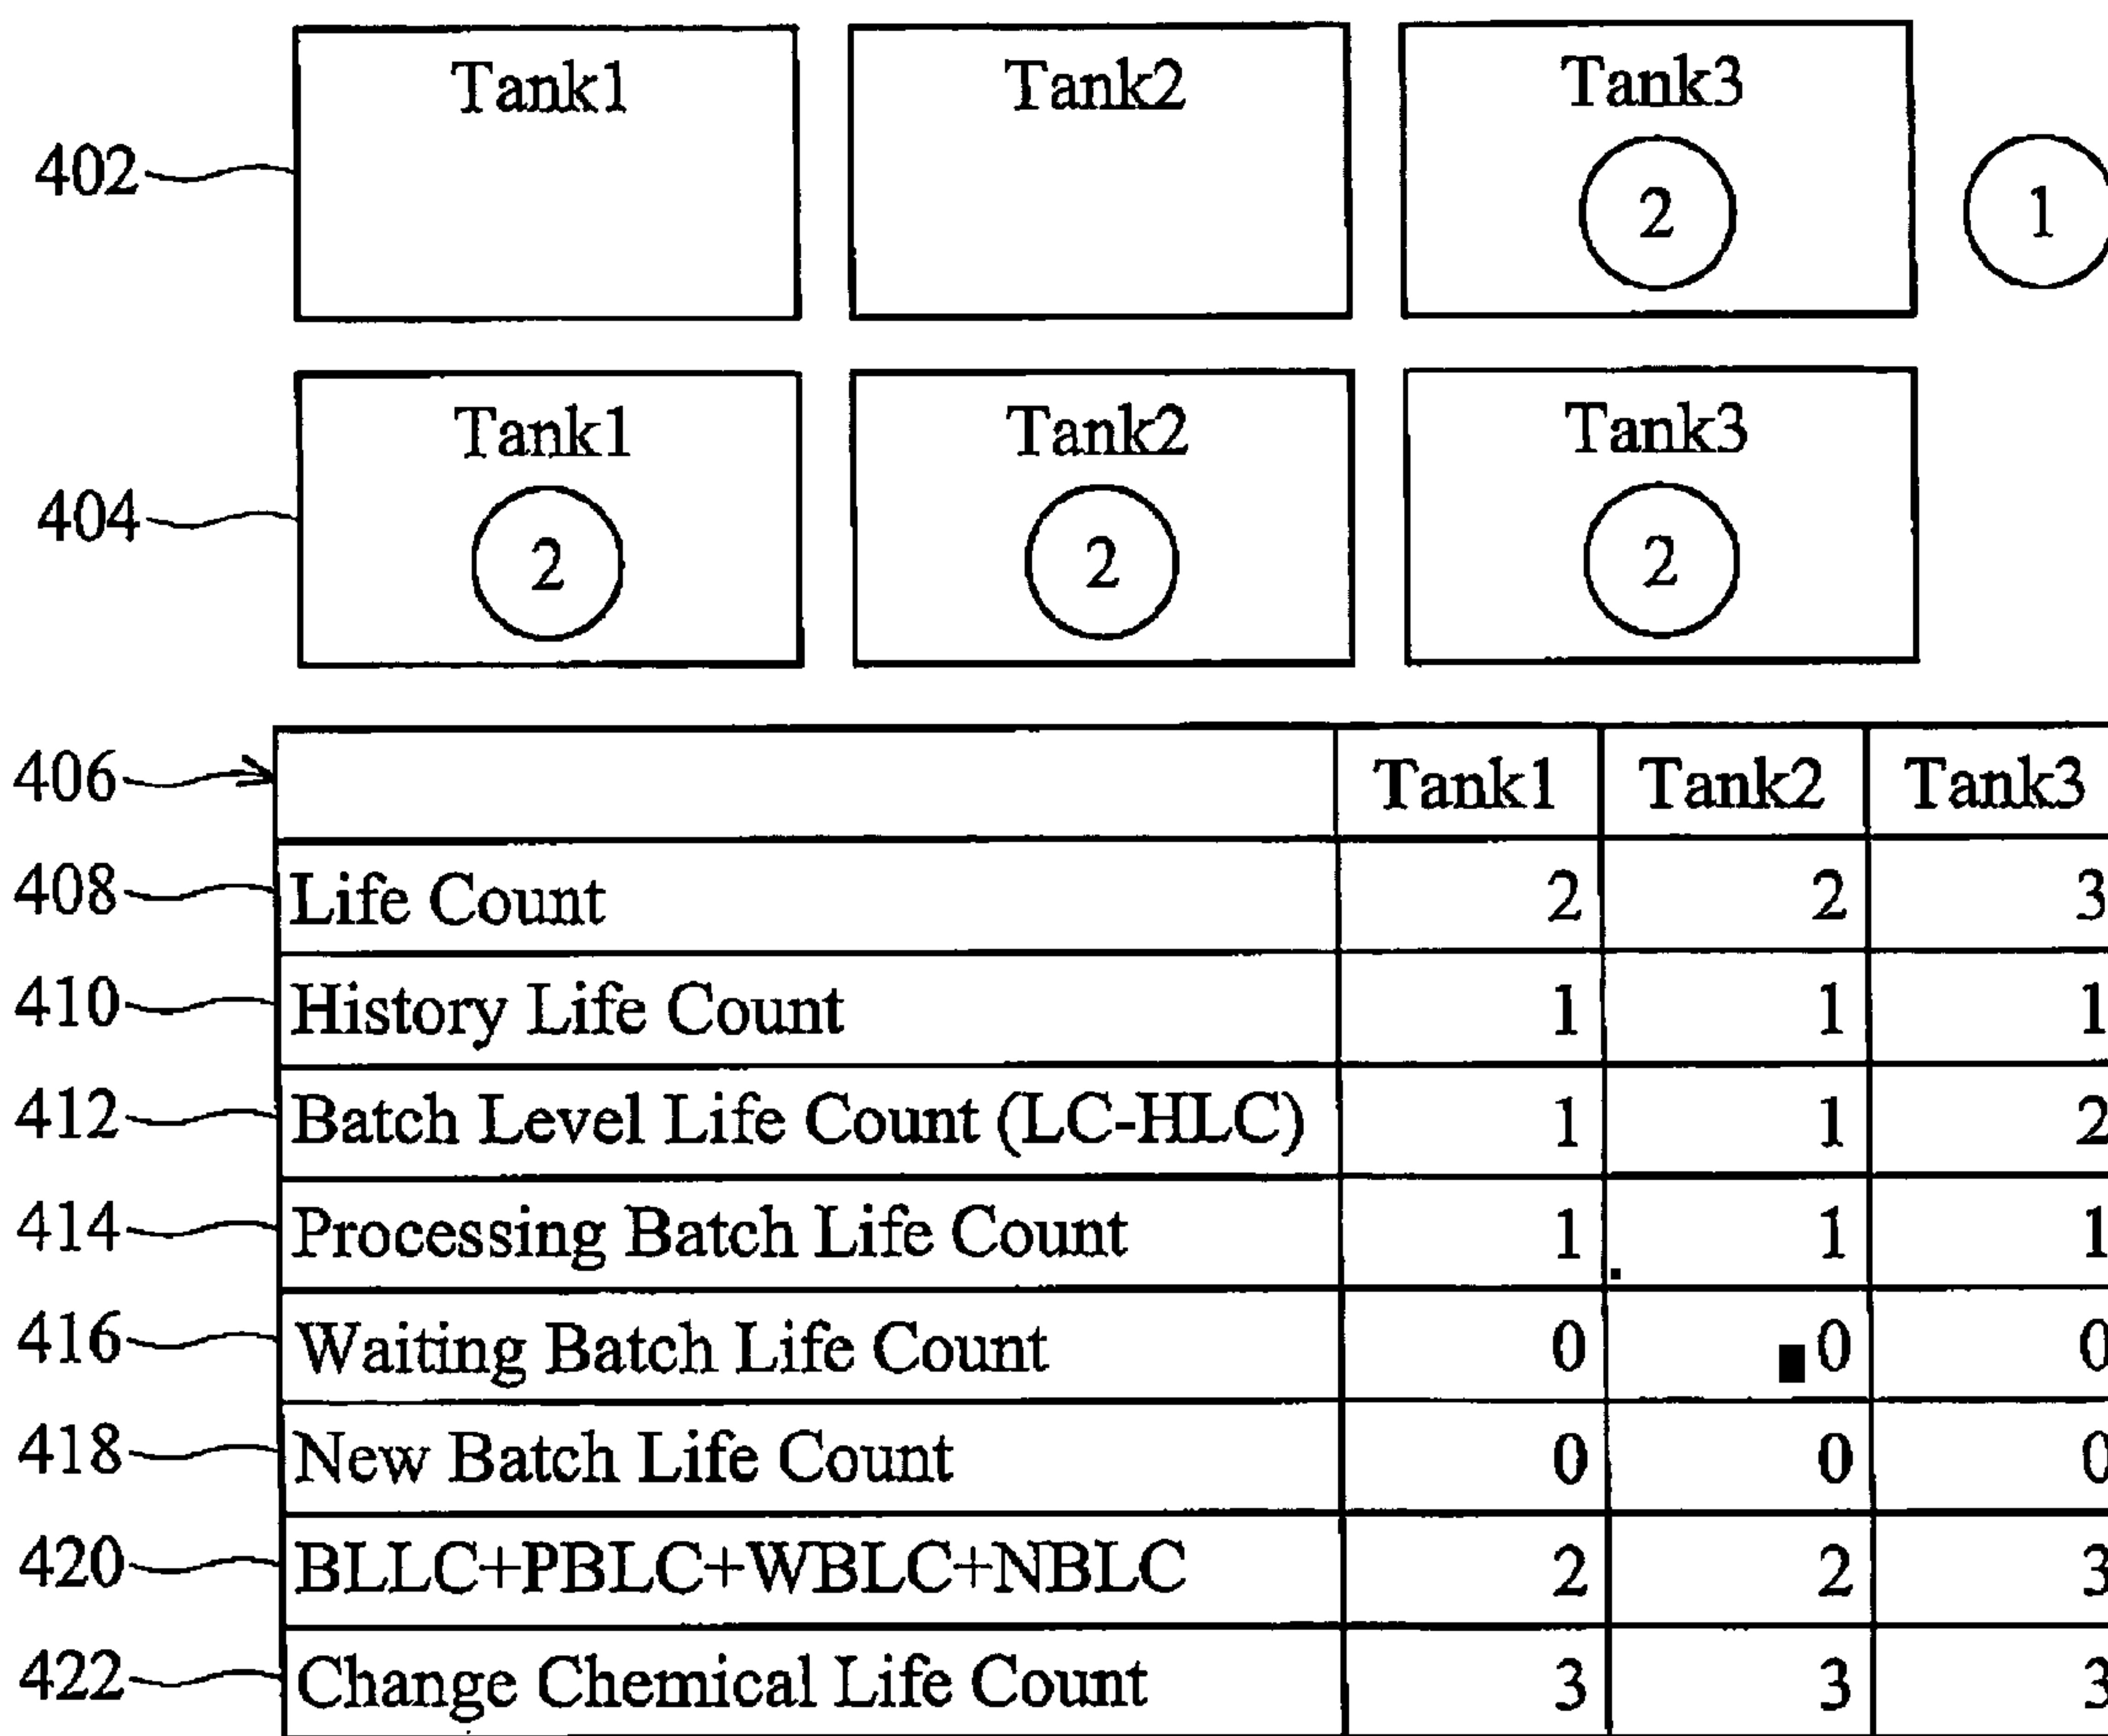 Tank1 Tank2 Tank3
402 2 1
Tank1 Tank2 Tank3
404 2 2 2
406 Tank1 Tank2 Tank3
408 Life Count 2 2 3
410 History Life Count 1 1 1
412 Batch Level Life Count (LC-HLC) 1 1 2
414 Processing Batch Life Count 1 1 1
416 Waiting Batch Life Count 0 0 0
418 New Batch Life Count 0 0 0
420 BLLC+PBLC+WBLC+NBLC 2 2 3
422 Change Chemical Life Count 3 3 3